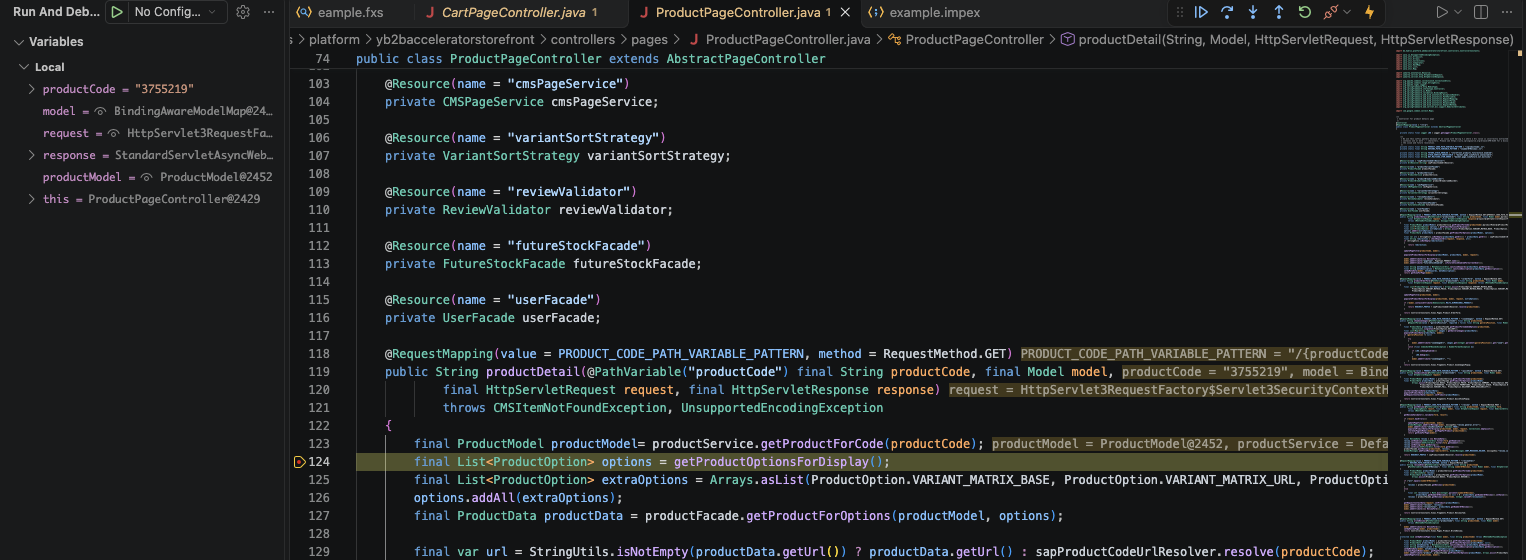 Run And Deb... No Config...
Variables
Local
productCode = "3755219"
model = BindingAwareModelMap@24...
request = HttpServlet3RequestFa...
response = StandardServletAsyncWeb...
productModel = ProductModel@2452
this = ProductPageController@2429
eample.fxs CartPageController.java 1 ProductPageController.java 1 example.impex
s > platform > yb2bacceleratorstorefront > controllers > pages > ProductPageController.java > ProductPageController > productDetail(String, Model, HttpServletRequest, HttpServletResponse)
74 public class ProductPageController extends AbstractPageController
103 @Resource(name = "cmsPageService")
104 private CMSPageService cmsPageService;
105
106 @Resource(name = "variantSortStrategy")
107 private VariantSortStrategy variantSortStrategy;
108
109 @Resource(name = "reviewValidator")
110 private ReviewValidator reviewValidator;
111
112 @Resource(name = "futureStockFacade")
113 private FutureStockFacade futureStockFacade;
114
115 @Resource(name = "userFacade")
116 private UserFacade userFacade;
117
118 @RequestMapping(value = PRODUCT_CODE_PATH_VARIABLE_PATTERN, method = RequestMethod.GET) PRODUCT_CODE_PATH_VARIABLE_PATTERN = "/{productCode
119 public String productDetail(@PathVariable("productCode") final String productCode, final Model model, productCode = "3755219", model = Bind
120 final HttpServletRequest request, final HttpServletResponse response) request = HttpServlet3RequestFactory$Servlet3SecurityContextH
121 throws CMSItemNotFoundException, UnsupportedEncodingException
122 {
123 final ProductModel productModel= productService.getProductForCode(productCode); productModel = ProductModel@2452, productService = Defa
124 final List<ProductOption> options = getProductOptionsForDisplay();
125 final List<ProductOption> extraOptions = Arrays.asList(ProductOption.VARIANT_MATRIX_BASE, ProductOption.VARIANT_MATRIX_URL, ProductOpti
126 options.addAll(extraOptions);
127 final ProductData productData = productFacade.getProductForOptions(productModel, options);
128
129 final var url = StringUtils.isNotEmpty(productData.getUrl()) ? productData.getUrl() : sapProductCodeUrlResolver.resolve(productCode);